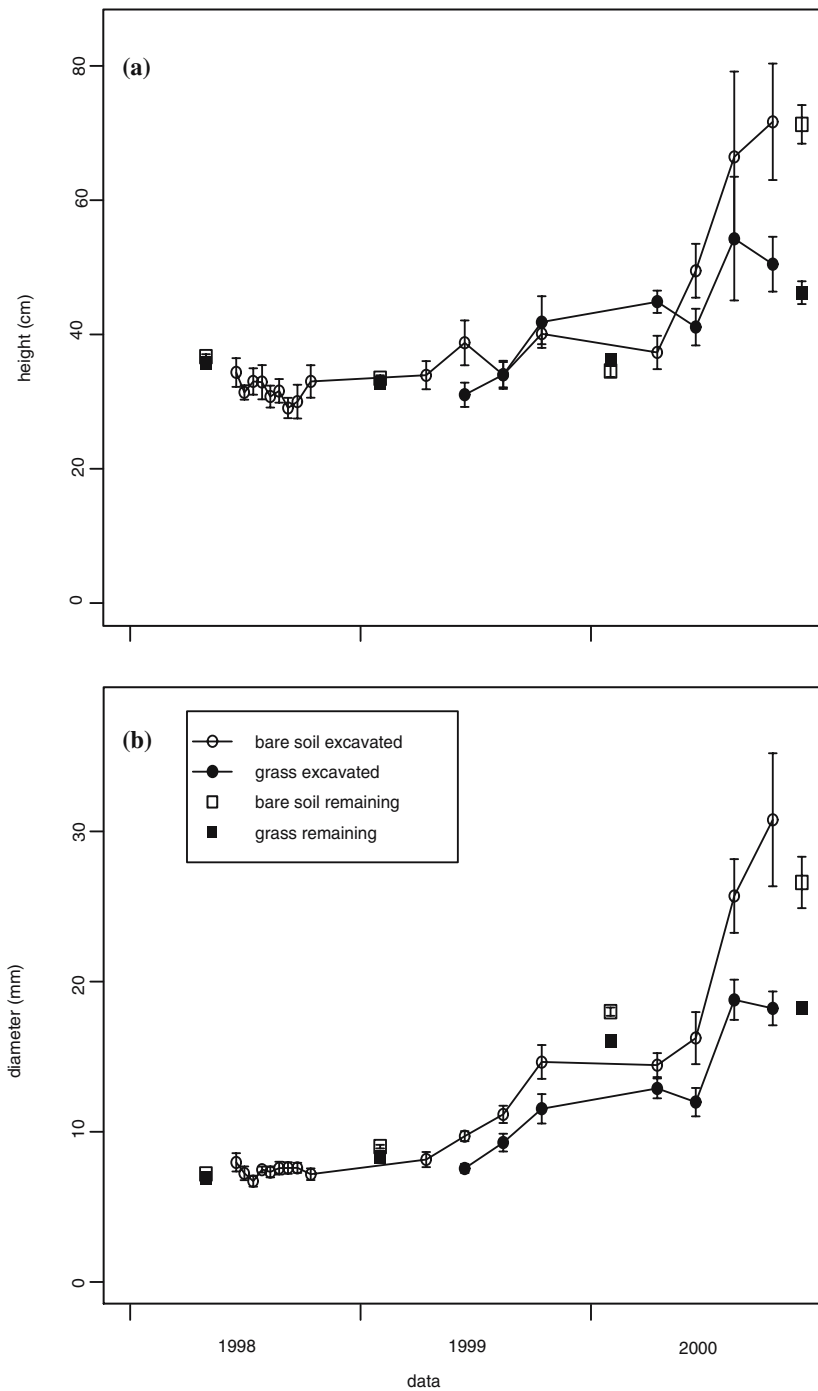 (a)
80
60
40
20
0
height (cm)
(b)
bare soil excavated
grass excavated
bare soil remaining
grass remaining
30
20
10
0
diameter (mm)
1998 1999 2000
data